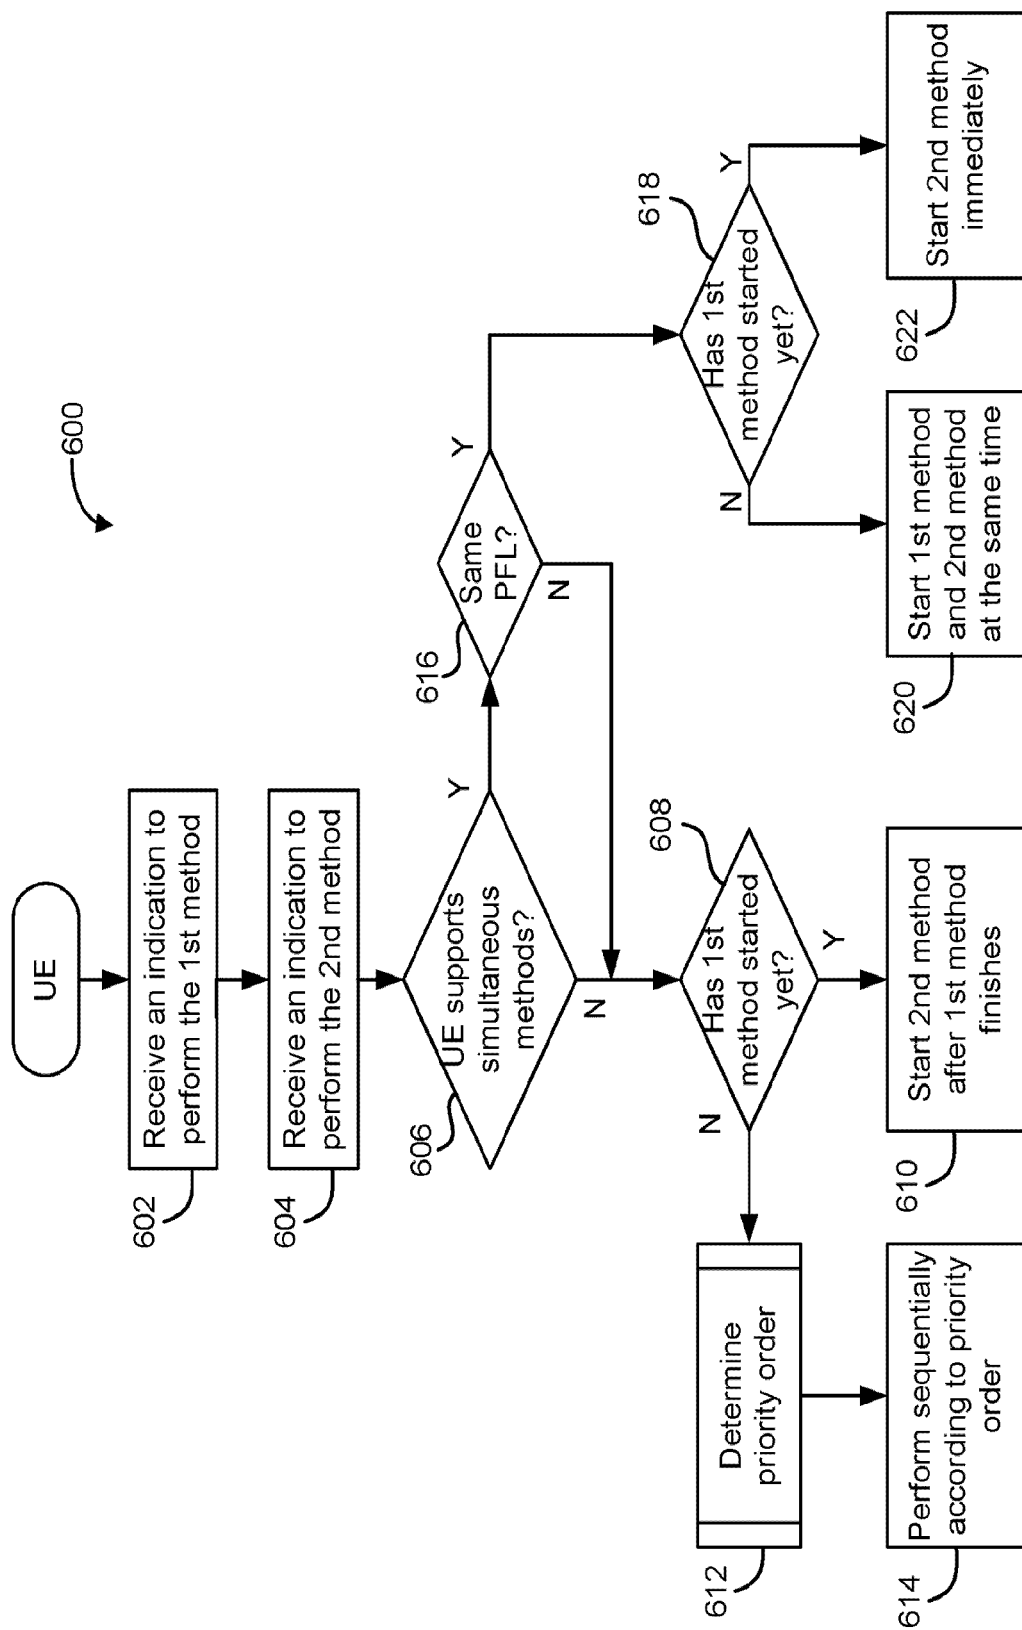 600
UE
602
Receive an indication to
perform the 1st method
604
Receive an indication to
perform the 2nd method
606
UE supports
simultaneous
methods?
Y
N
616
Same
PFL?
Y
N
608
Has 1st
method started
yet?
N
Y
618
Has 1st
method started
yet?
N
Y
612
Determine
priority order
614
Perform sequentially
according to priority
order
610
Start 2nd method
after 1st method
finishes
620
Start 1st method
and 2nd method
at the same time
622
Start 2nd method
immediately